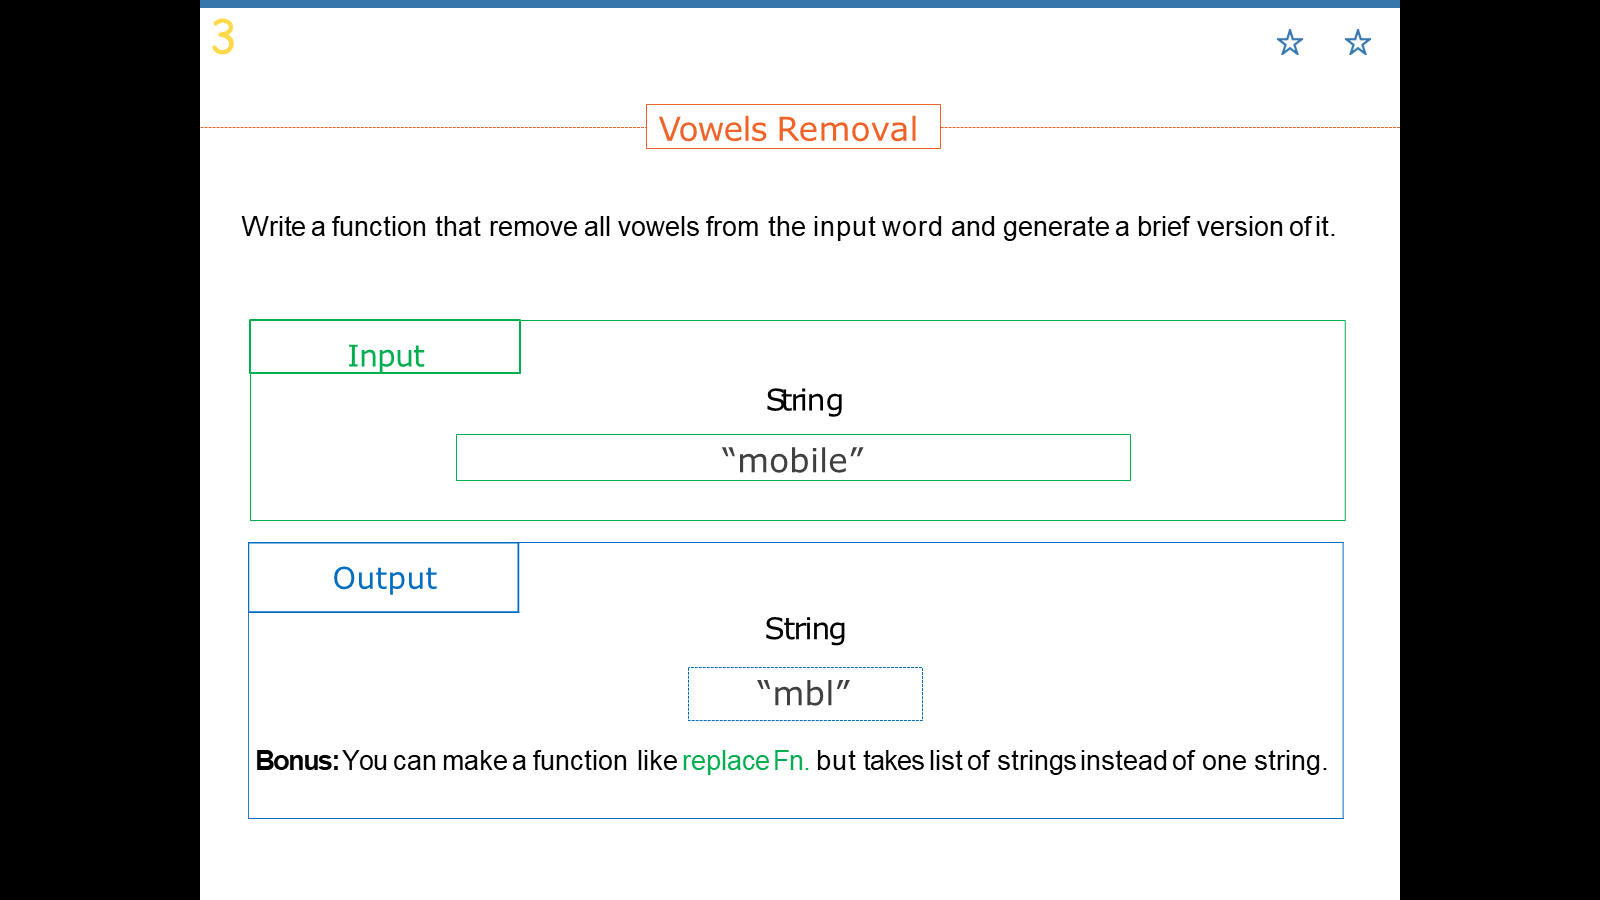 3
Vowels Removal
Write a function that remove all vowels from the input word and generate a brief version of it.
Input
String
“mobile”
Output
String
“mbl”
Bonus: You can make a function like replace Fn. but takes list of strings instead of one string.